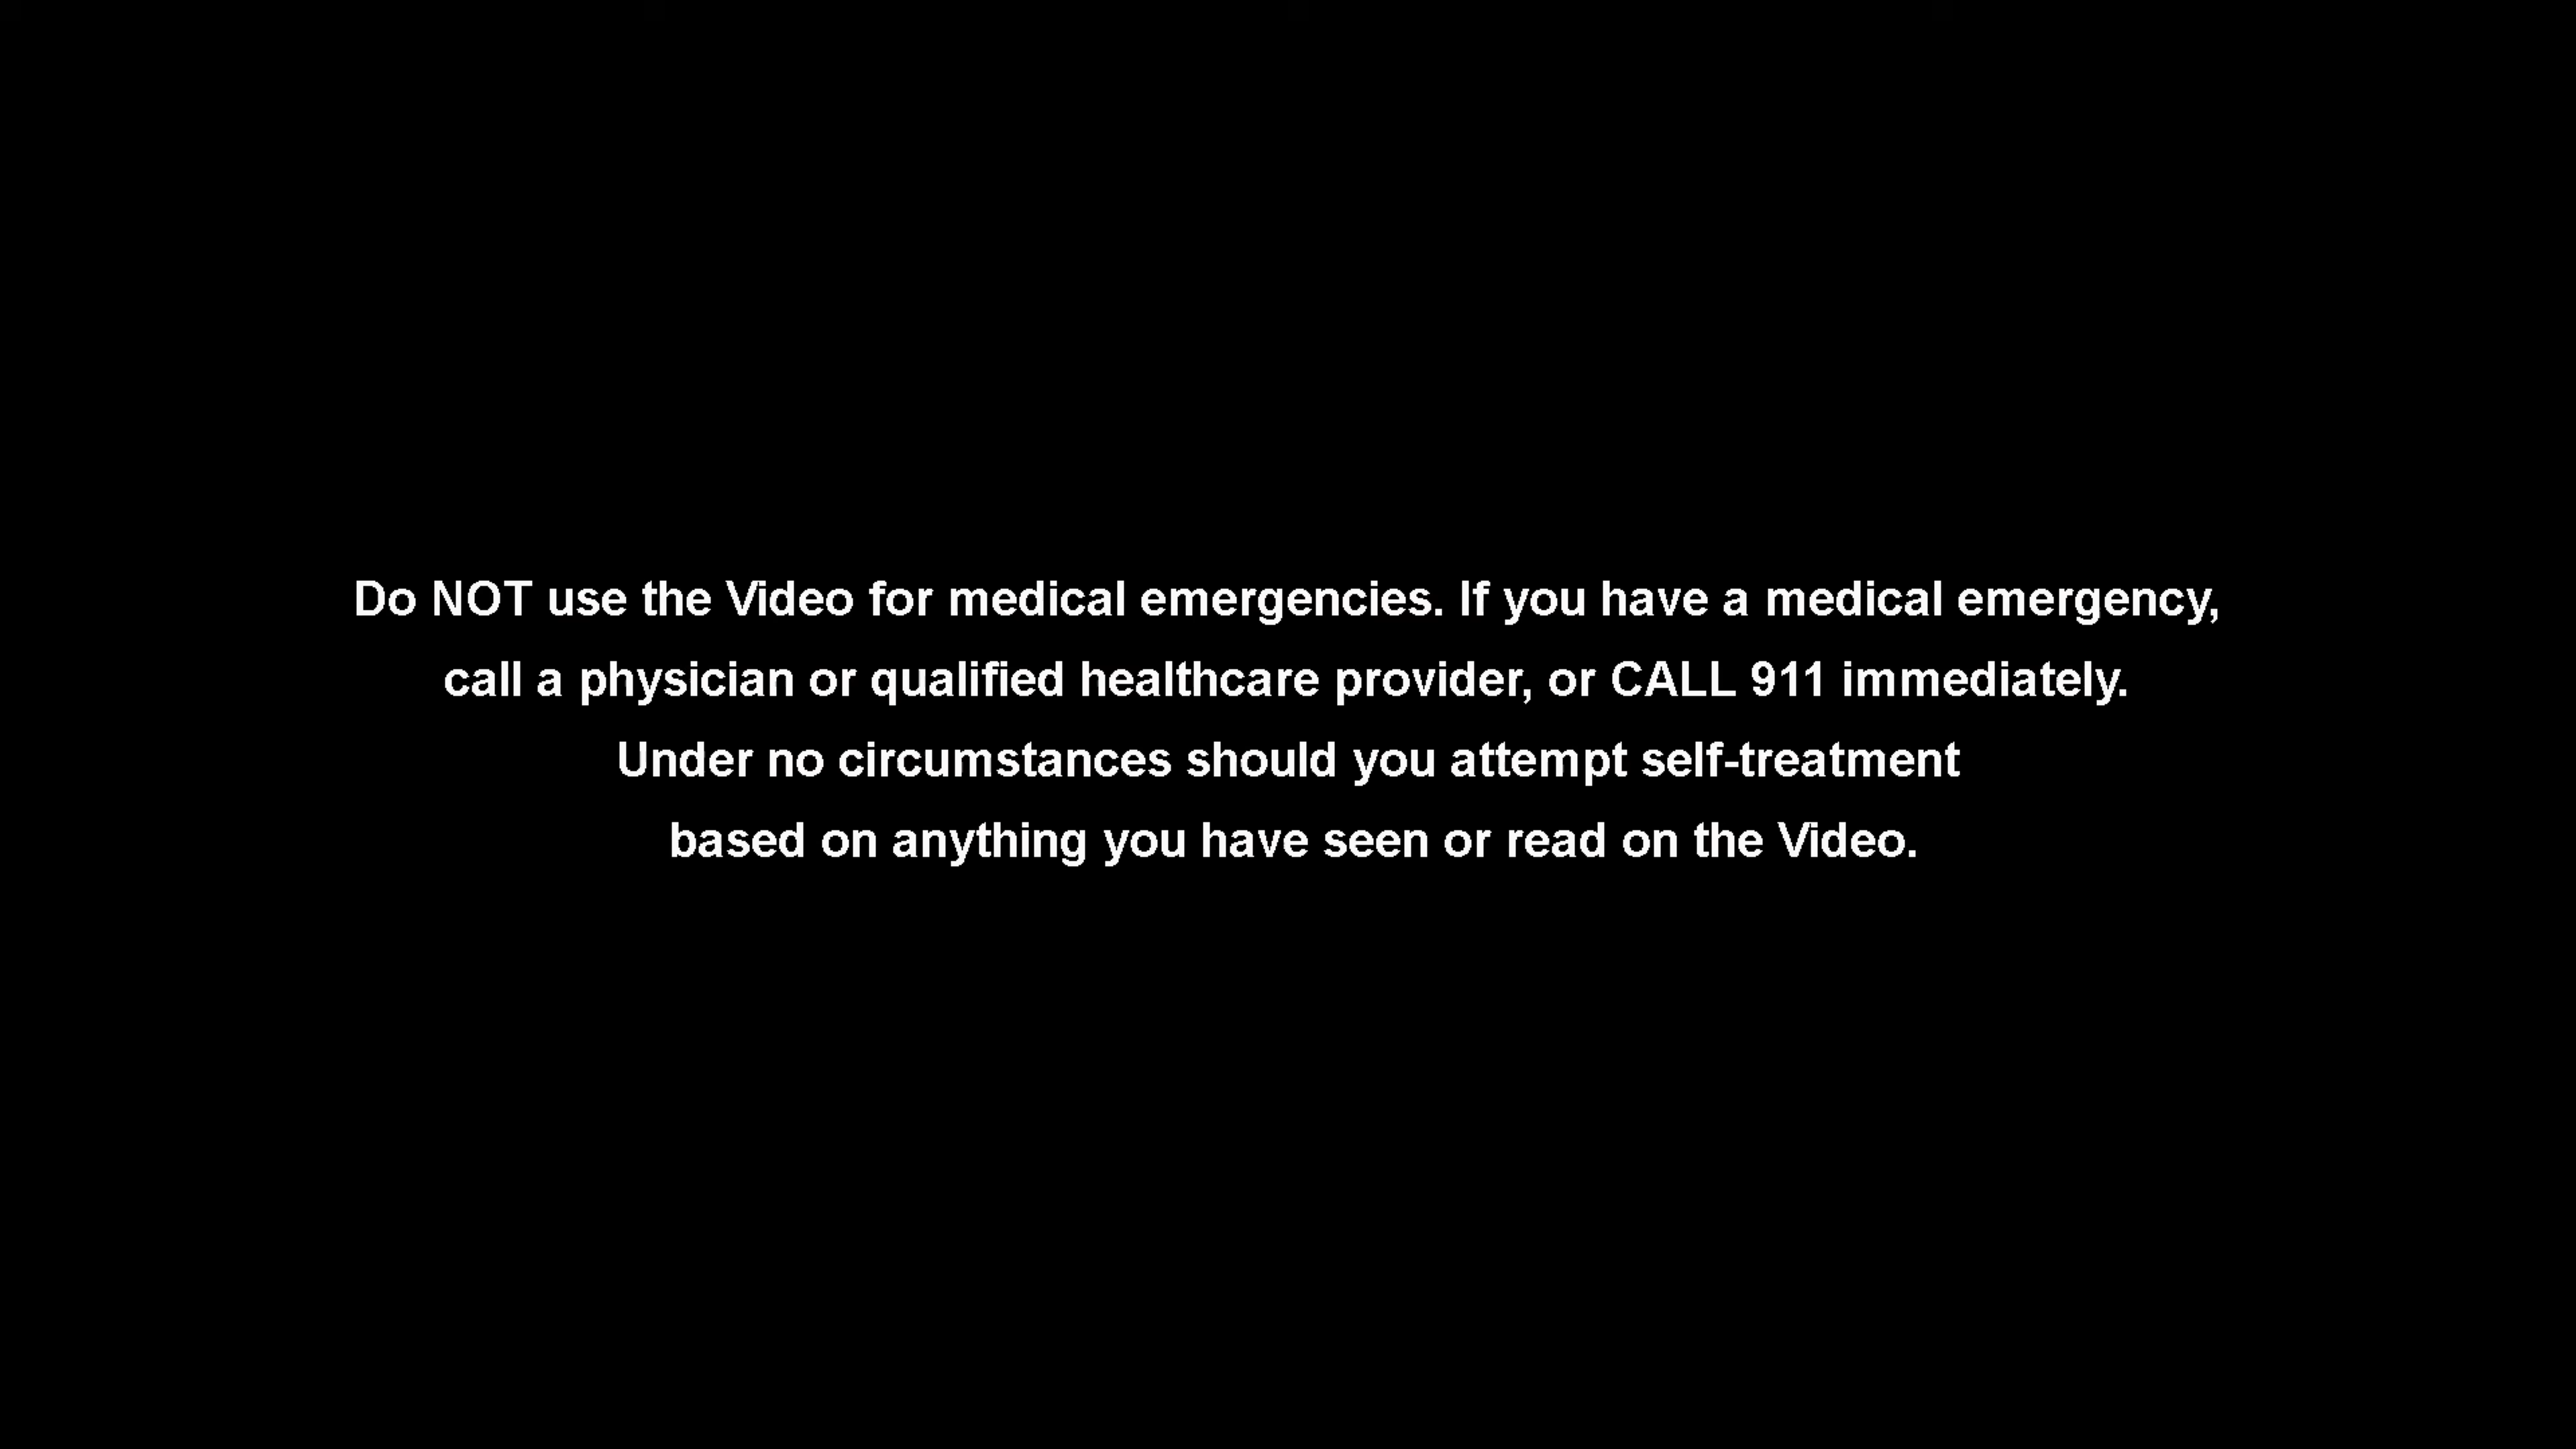 Do NOT use the Video for medical emergencies. If you have a medical emergency,
call a physician or qualified healthcare provider, or CALL 911 immediately.
Under no circumstances should you attempt self-treatment
based on anything you have seen or read on the Video.